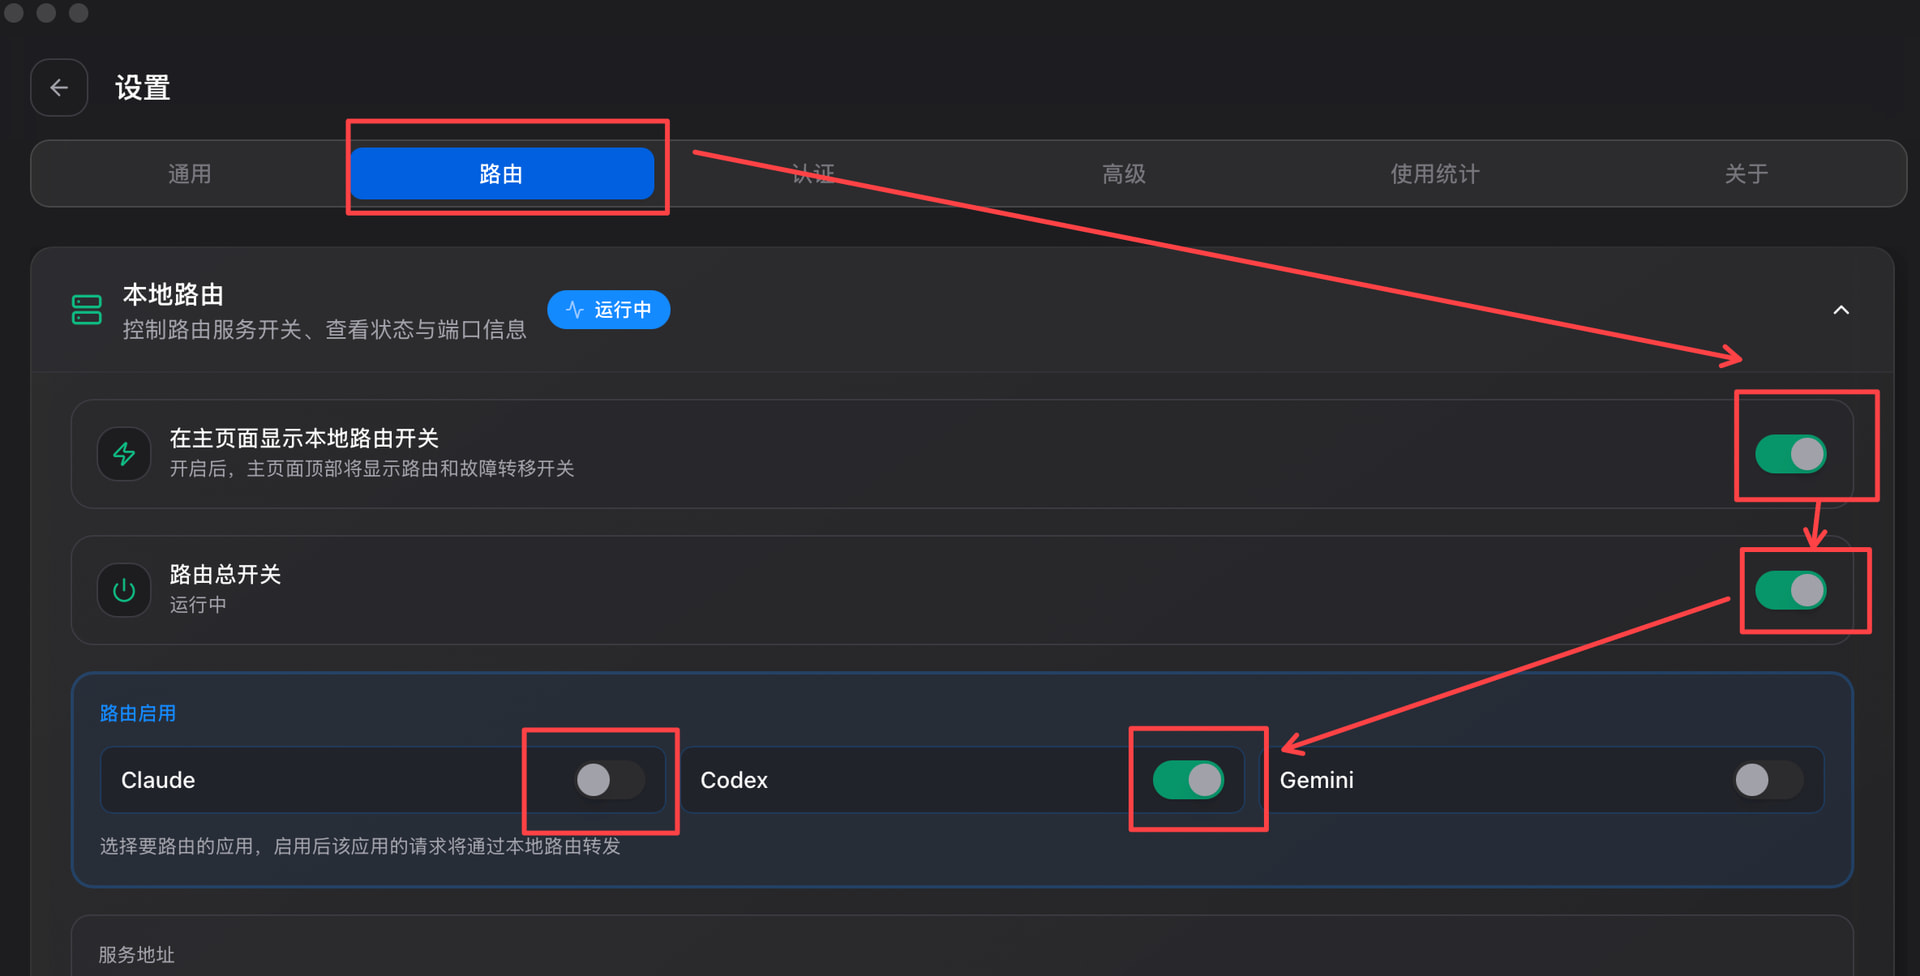 设置
通用
路由
认证
高级
使用统计
关于
本地路由
控制路由服务开关、查看状态与端口信息
运行中
在主页面显示本地路由开关
开启后，主页面顶部将显示路由和故障转移开关
路由总开关
运行中
路由启用
Claude
Codex
Gemini
选择要路由的应用，启用后该应用的请求将通过本地路由转发
服务地址